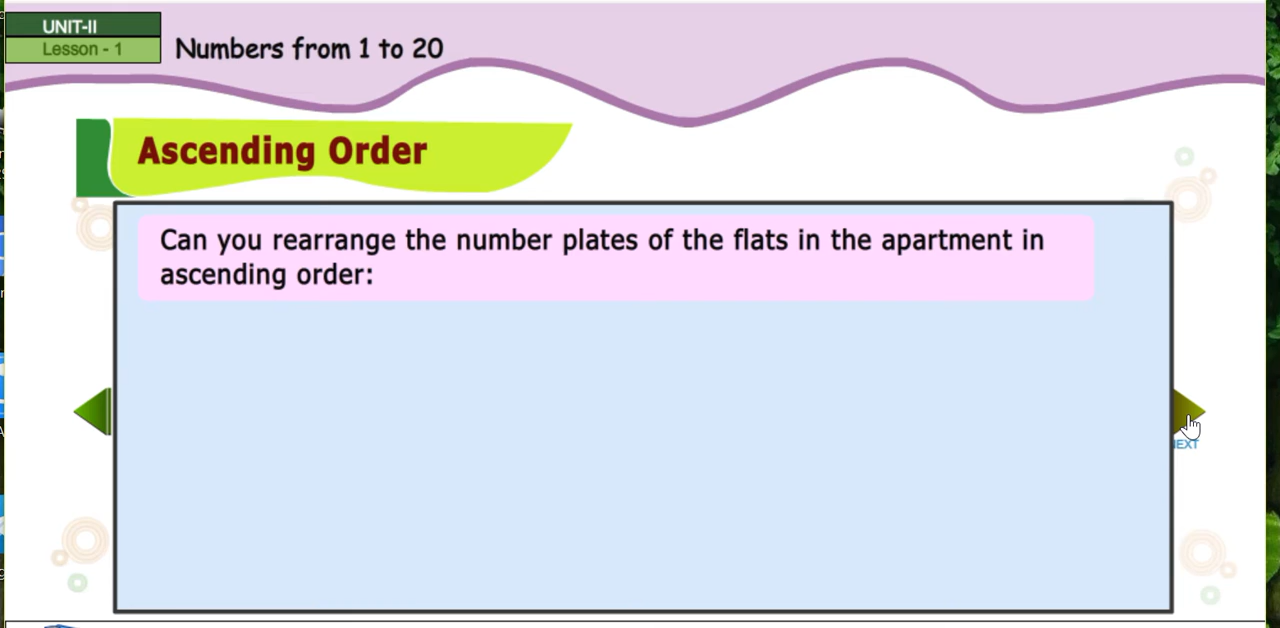 UNIT-II
Lesson - 1
Numbers from 1 to 20
Ascending Order
Can you rearrange the number plates of the flats in the apartment in
ascending order: